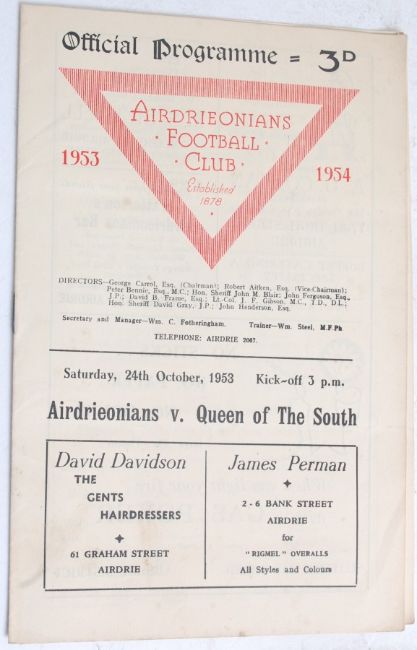 Official Programme = 3D
AIRDRIEONIANS
· FOOTBALL ·
· CLUB ·
Established
1878
1953
1954
DIRECTORS—George Carrol, Esq. (Chairman); Robert Aitken, Esq. (Vice-Chairman);
Peter Bennie, Esq., M.C.; Hon. Sheriff John M. Blair; John Ferguson, Esq.,
J.P.; David B. Frame, Esq.; Lt.-Col. J. F. Gibson, M.C., T.D., D.L.;
Hon. Sheriff David Gray, J.P.; John Henderson, Esq.
Secretary and Manager—Wm. C. Fotheringham. Trainer—Wm. Steel, M.F.Ph
TELEPHONE: AIRDRIE 2067.
Saturday, 24th October, 1953 Kick-off 3 p.m.
Airdrieonians v. Queen of The South
David Davidson
THE
GENTS
HAIRDRESSERS
61 GRAHAM STREET
AIRDRIE
James Perman
2 - 6 BANK STREET
AIRDRIE
for
"RIGMEL" OVERALLS
All Styles and Colours